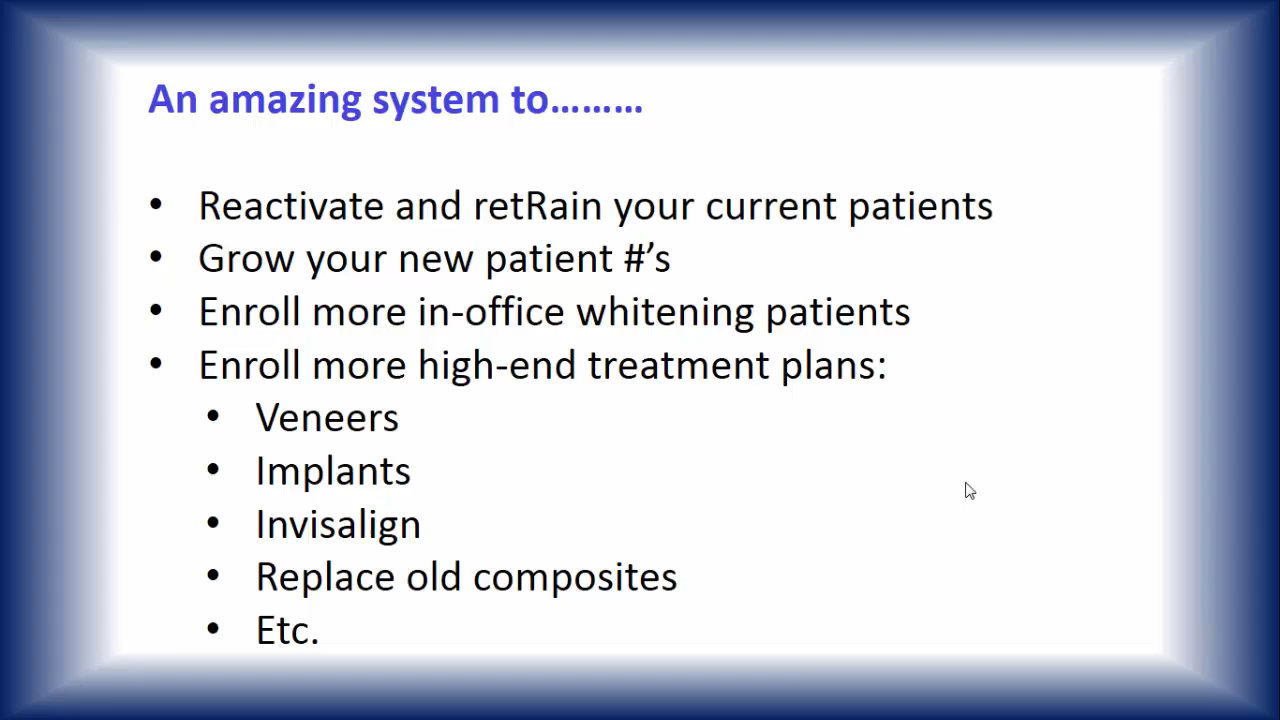 An amazing system to………
• Reactivate and retRain your current patients
• Grow your new patient #’s
• Enroll more in-office whitening patients
• Enroll more high-end treatment plans:
• Veneers
• Implants
• Invisalign
• Replace old composites
• Etc.